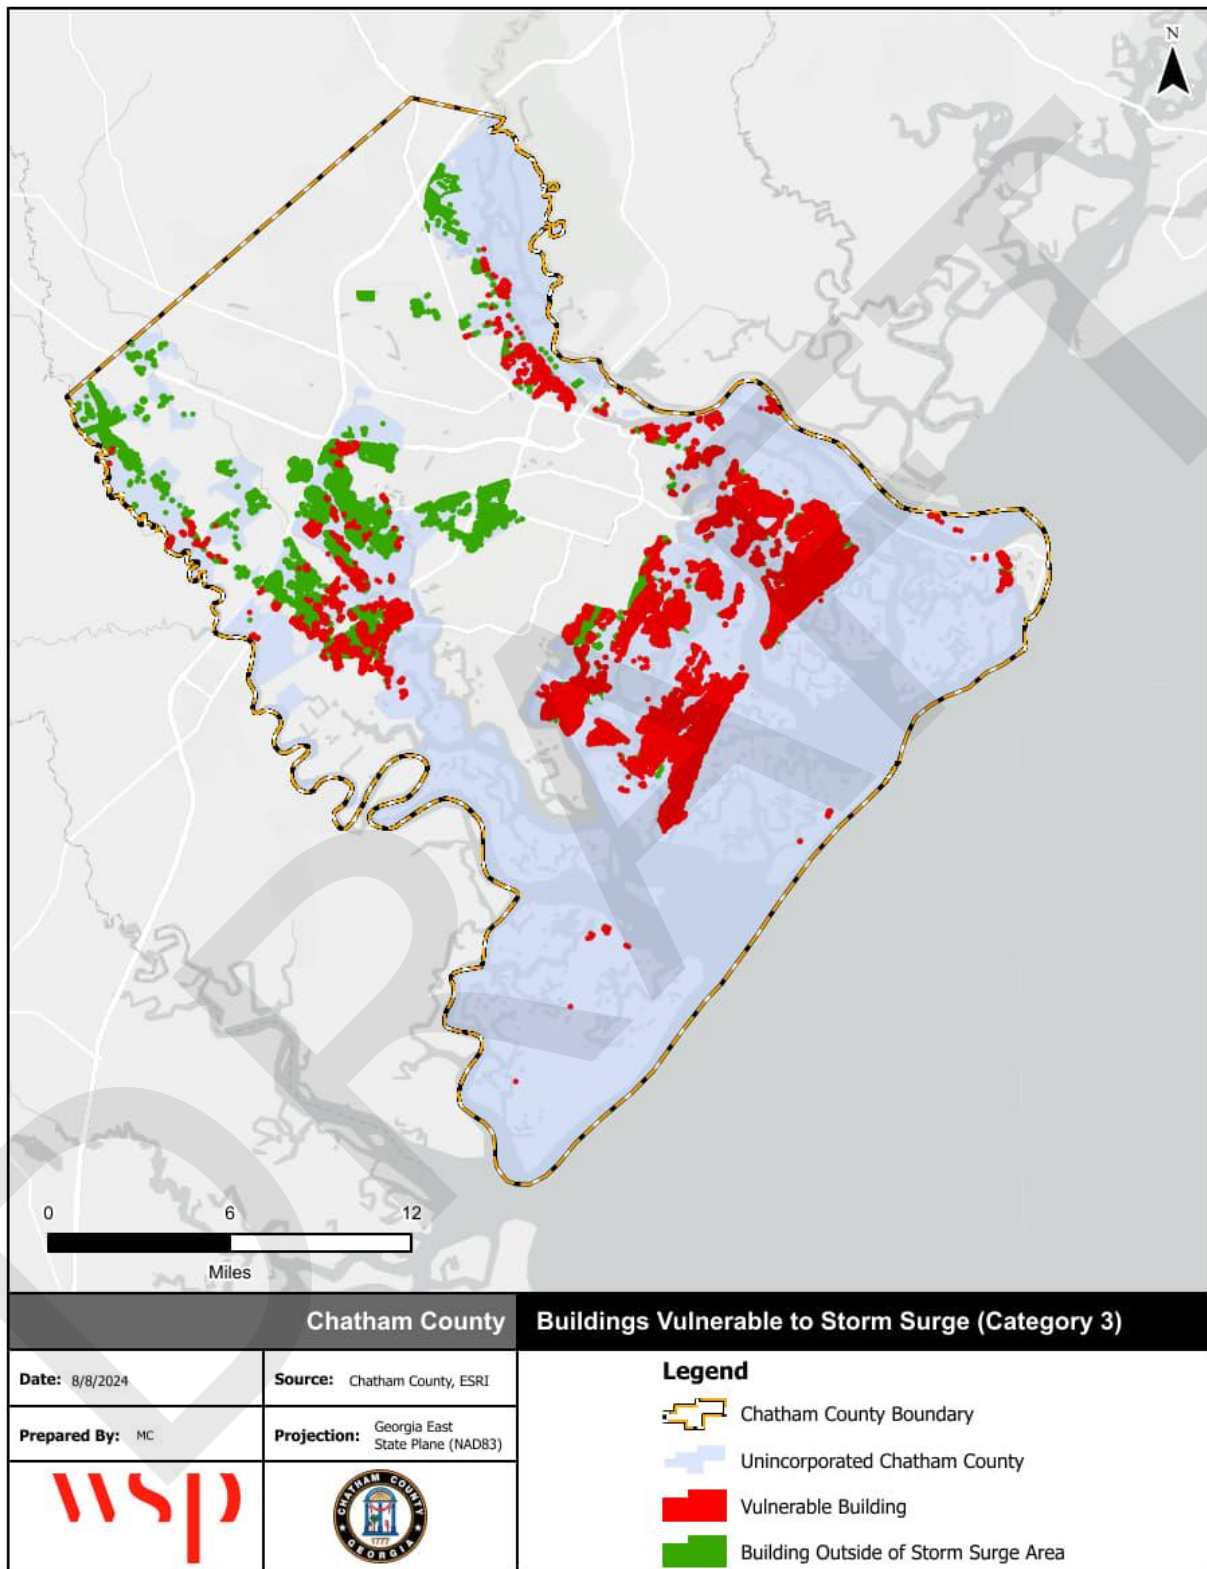 N
DRAFT
0 6 12
Miles
Chatham County
Buildings Vulnerable to Storm Surge (Category 3)
Date: 8/8/2024
Source: Chatham County, ESRI
Prepared By: MC
Projection: Georgia East
State Plane (NAD83)
wsp
CHATHAM COUNTY
1777
GEORGIA
Legend
Chatham County Boundary
Unincorporated Chatham County
Vulnerable Building
Building Outside of Storm Surge Area